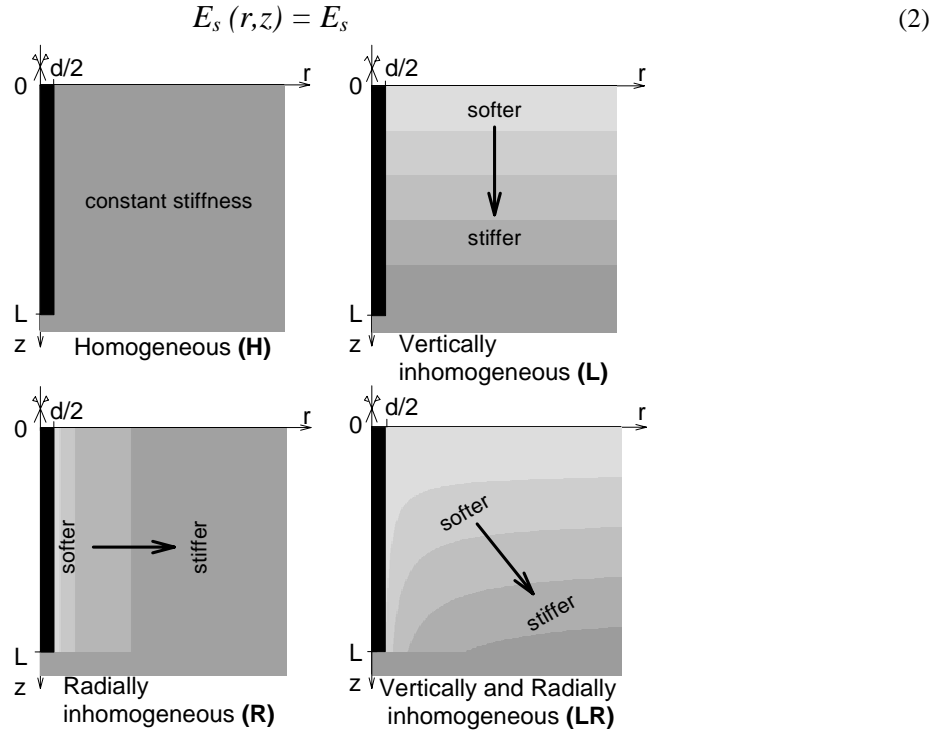 E_s (r,z) = E_s (2)
d/2
r
0
constant stiffness
L
z
Homogeneous (H)
d/2
r
0
softer
stiffer
L
z
Vertically
inhomogeneous (L)
d/2
r
0
softer
stiffer
L
z
Radially
inhomogeneous (R)
d/2
r
0
softer
stiffer
L
z
Vertically and Radially
inhomogeneous (LR)